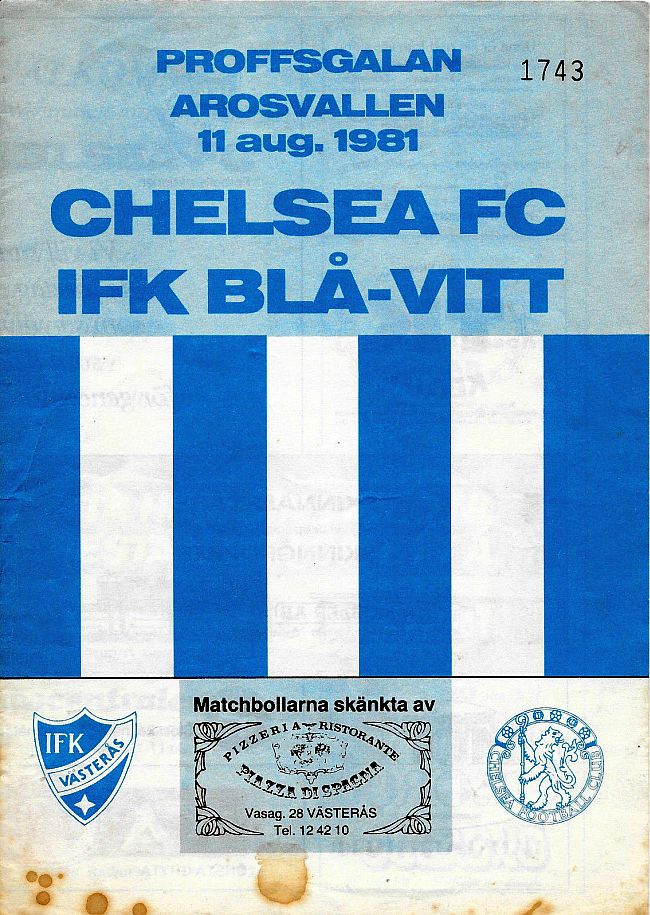 PROFFSGALAN
1743
AROSVALLEN
11 aug. 1981
CHELSEA FC
IFK BLÅ-VITT
Matchbollarna skänkta av
PIZZERIA RISTORANTE
PIAZZA DI SPAGNA
Vasag. 28 VÄSTERÅS
Tel. 12 42 10
IFK
VÄSTERÅS
CHELSEA FOOTBALL CLUB